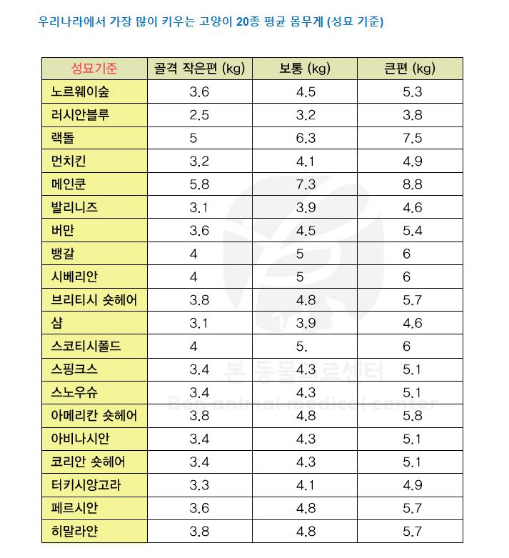 우리나라에서 가장 많이 키우는 고양이 20종 평균 몸무게 (성묘 기준)
성묘기준 골격 작은편 (kg) 보통 (kg) 큰편 (kg)
노르웨이숲 3.6 4.5 5.3
러시안블루 2.5 3.2 3.8
랙돌 5 6.3 7.5
먼치킨 3.2 4.1 4.9
메인쿤 5.8 7.3 8.8
발리니즈 3.1 3.9 4.6
버만 3.6 4.5 5.4
뱅갈 4 5 6
시베리안 4 5 6
브리티시 숏헤어 3.8 4.8 5.7
샴 3.1 3.9 4.6
스코티시폴드 4 5. 6
스핑크스 3.4 4.3 5.1
스노우슈 3.4 4.3 5.1
아메리칸 숏헤어 3.8 4.8 5.8
아비나시안 3.4 4.3 5.1
코리안 숏헤어 3.4 4.3 5.1
터키시앙고라 3.3 4.1 4.9
페르시안 3.6 4.8 5.7
히말라얀 3.8 4.8 5.7
본 동물의료센터
Bon animal medical center